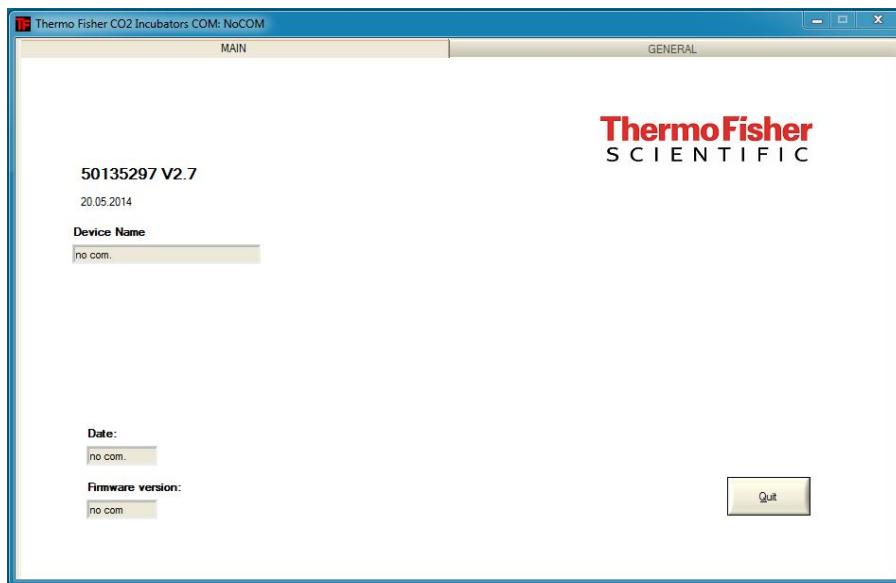 Thermo Fisher CO2 Incubators COM: NoCOM
MAIN
GENERAL
ThermoFisher
SCIENTIFIC
50135297 V2.7
20.05.2014
Device Name
no com.
Date:
no com.
Firmware version:
no com
Quit